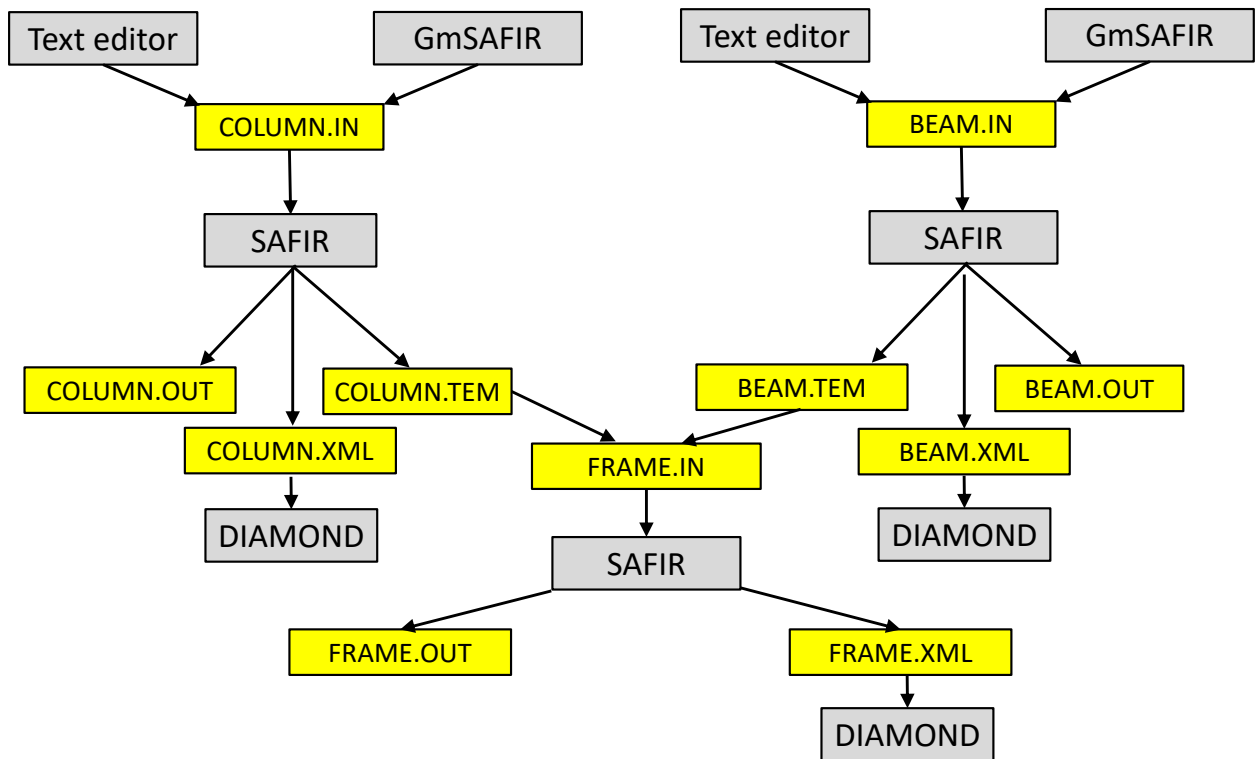 Text editor
GmSAFIR
Text editor
GmSAFIR
COLUMN.IN
BEAM.IN
SAFIR
SAFIR
COLUMN.OUT
COLUMN.TEM
BEAM.TEM
BEAM.OUT
COLUMN.XML
FRAME.IN
BEAM.XML
DIAMOND
DIAMOND
SAFIR
FRAME.OUT
FRAME.XML
DIAMOND